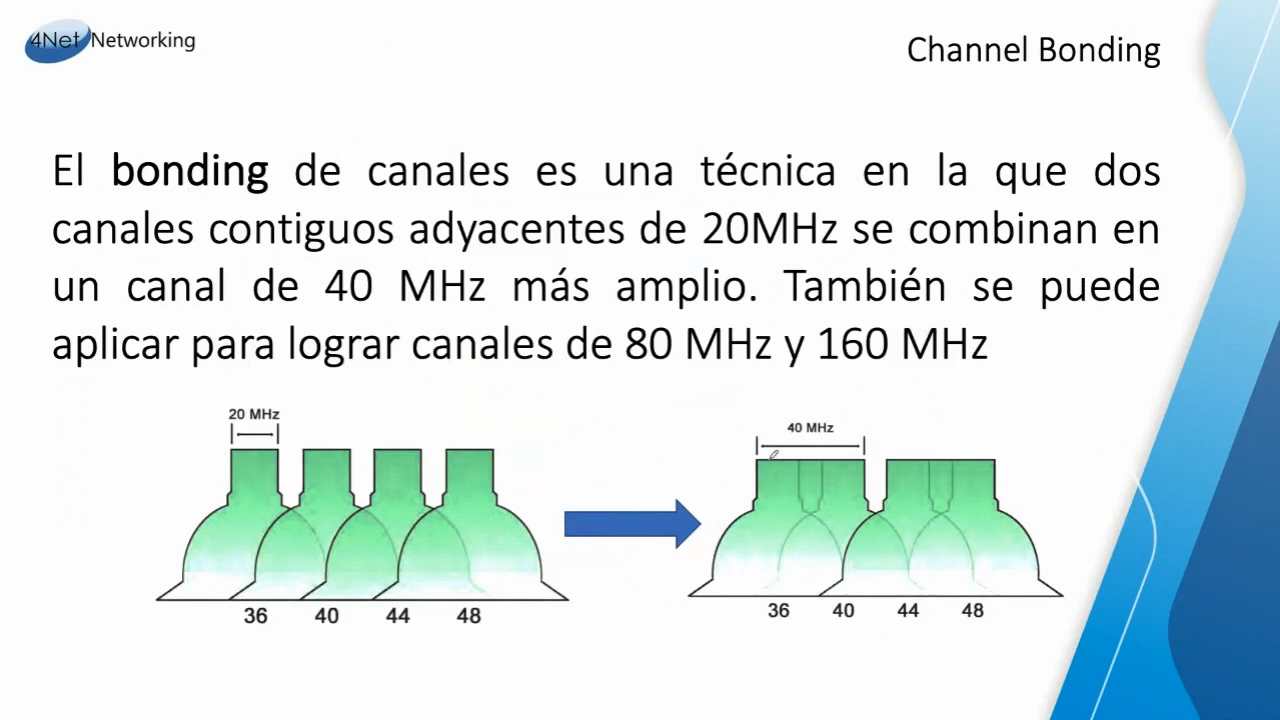 4Net Networking
Channel Bonding
El bonding de canales es una técnica en la que dos
canales contiguos adyacentes de 20MHz se combinan en
un canal de 40 MHz más amplio. También se puede
aplicar para lograr canales de 80 MHz y 160 MHz
20 MHz
36 40 44 48
40 MHz
36 40 44 48